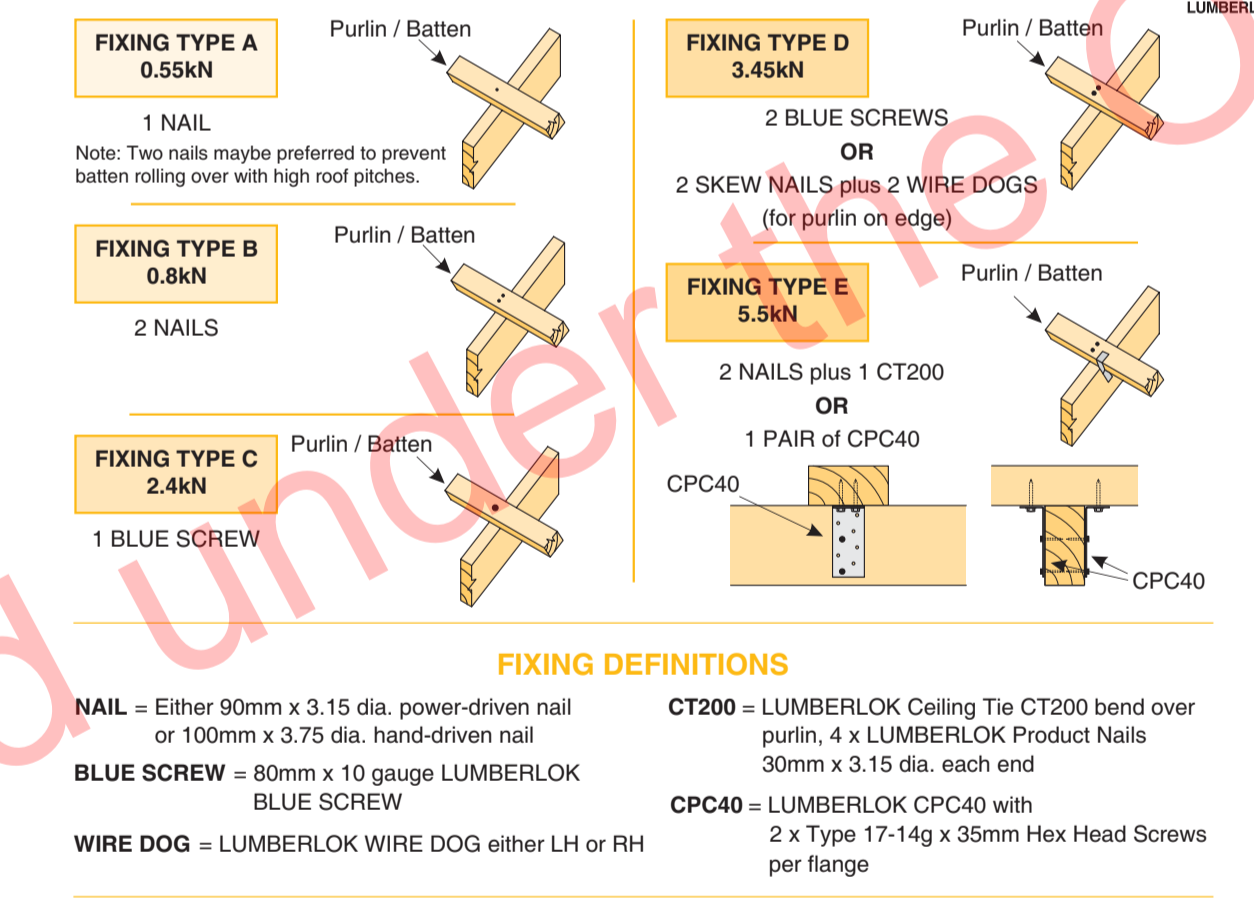 LUMBERL
FIXING TYPE A
0.55kN
Purlin / Batten
1 NAIL
Note: Two nails maybe preferred to prevent
batten rolling over with high roof pitches.
FIXING TYPE B
0.8kN
Purlin / Batten
2 NAILS
FIXING TYPE C
2.4kN
Purlin / Batten
1 BLUE SCREW
FIXING TYPE D
3.45kN
Purlin / Batten
2 BLUE SCREWS
OR
2 SKEW NAILS plus 2 WIRE DOGS
(for purlin on edge)
FIXING TYPE E
5.5kN
Purlin / Batten
2 NAILS plus 1 CT200
OR
1 PAIR of CPC40
CPC40
CPC40
FIXING DEFINITIONS
NAIL = Either 90mm x 3.15 dia. power-driven nail
or 100mm x 3.75 dia. hand-driven nail
BLUE SCREW = 80mm x 10 gauge LUMBERLOK
BLUE SCREW
WIRE DOG = LUMBERLOK WIRE DOG either LH or RH
CT200 = LUMBERLOK Ceiling Tie CT200 bend over
purlin, 4 x LUMBERLOK Product Nails
30mm x 3.15 dia. each end
CPC40 = LUMBERLOK CPC40 with
2 x Type 17-14g x 35mm Hex Head Screws
per flange
d under the O